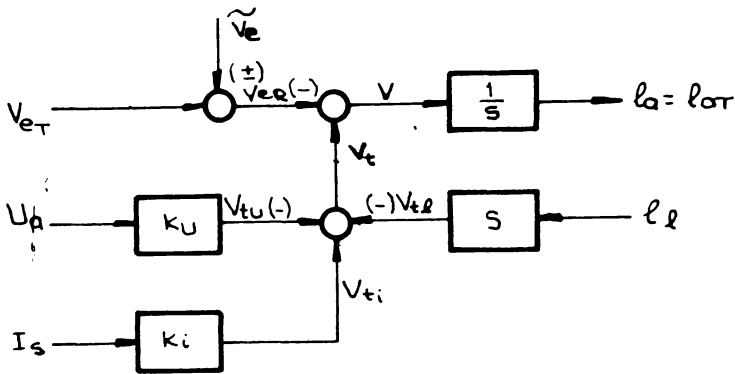 Ṽe
(±)
VeT VeR(-) V 1/s la = laT
Vt
Ua KU Vtu(-) (-)Vtl S ll
Vti
Is Ki